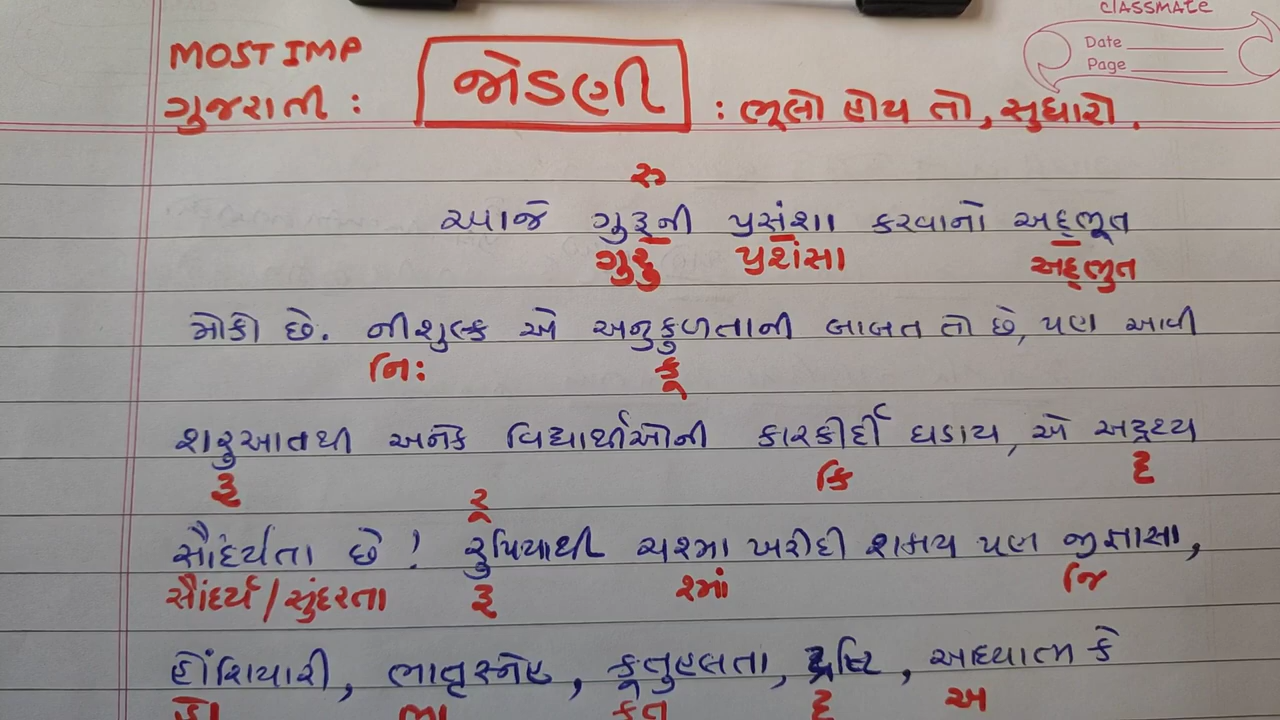 classmate
MOST IMP
Date
Page
ગુજરાતી : જોડણી : ભૂલો હોય તો, સુધારો.
રુ
આજે ગુરૂની પ્રસંશા કરવાનો અદ્ભૂત
ગુરુ પ્રશંસા અદ્ભુત
મોકો છે. નીશુલ્ક એ અનુકુળતાની બાબત તો છે, પણ આવી
નિઃ કૂ
શરુઆતથી અનેક વિદ્યાર્થીઓની કારકીર્દી ઘડાય, એ અદ્રશ્ય
રૂ કિ દૃ
રૂ
સૌંદર્યતા છે! રુપિયાથી ચશ્મા ખરીદી શકાય પણ જીજ્ઞાસા,
સૌંદર્ય/સુંદરતા રૂ શ્માં જિ
હોંશિયારી, ભાતૃસ્નેહ, કૂતુહલતા, દ્રષ્ટિ, આધ્યાત્મ કે
અ